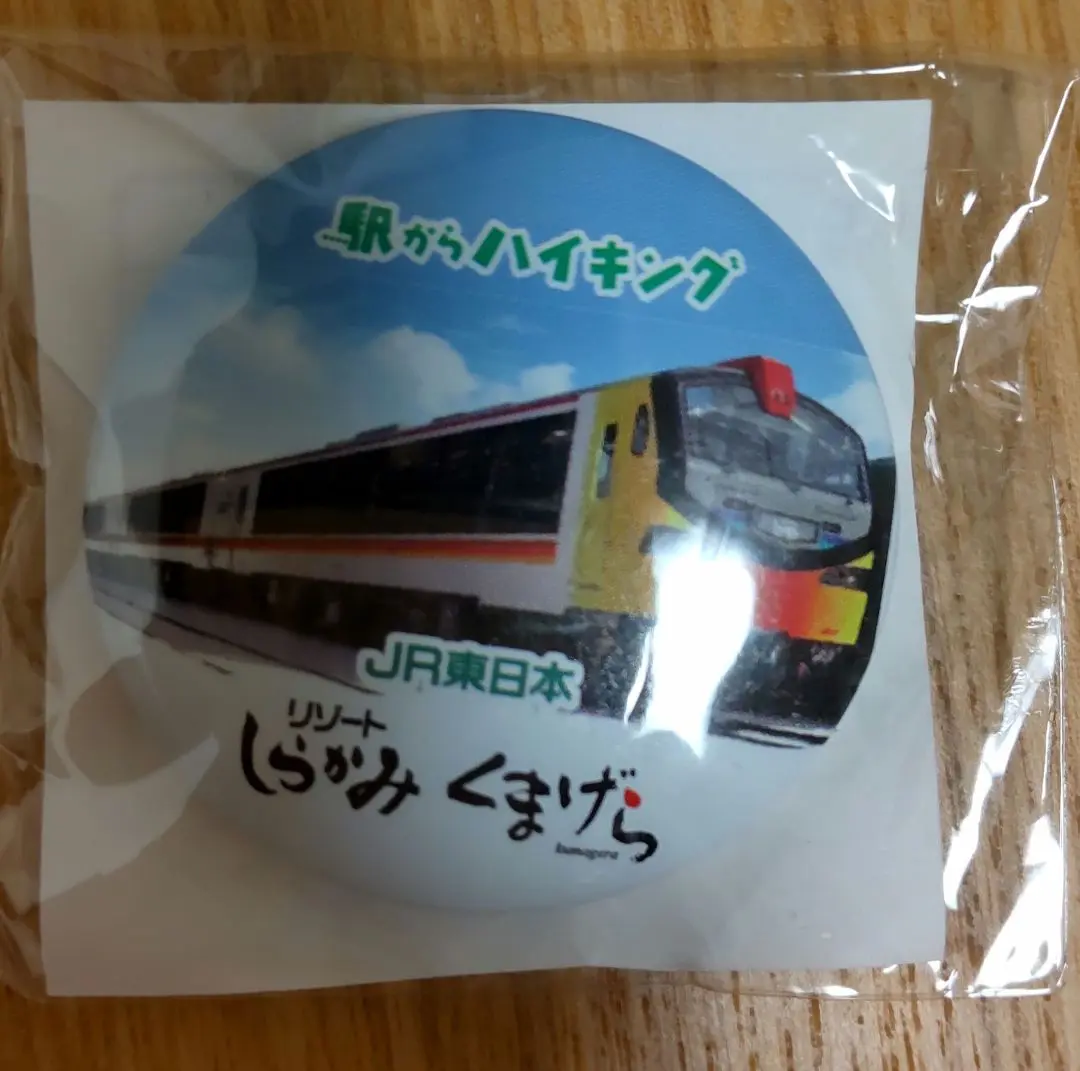 駅からハイキング
JR東日本
リゾート
しらかみ くまげら
kumagera